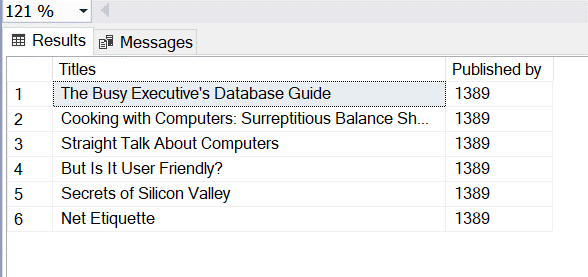 121 %
Results Messages
Titles Published by
1 The Busy Executive's Database Guide 1389
2 Cooking with Computers: Surreptitious Balance Sh... 1389
3 Straight Talk About Computers 1389
4 But Is It User Friendly? 1389
5 Secrets of Silicon Valley 1389
6 Net Etiquette 1389